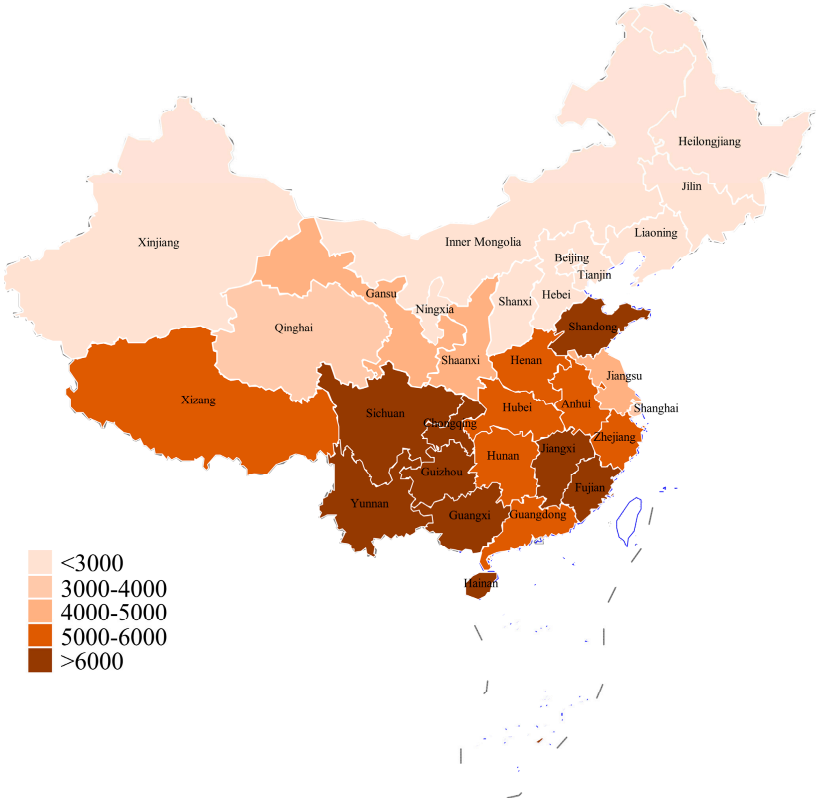 Heilongjiang
Jilin
Liaoning
Xinjiang
Inner Mongolia
Beijing
Tianjin
Gansu
Hebei
Shanxi
Ningxia
Qinghai
Shandong
Shaanxi
Henan
Jiangsu
Xizang
Anhui
Hubei
Shanghai
Sichuan
Chongqing
Zhejiang
Jiangxi
Hunan
Guizhou
Fujian
Yunnan
Guangxi
Guangdong
Hainan
<3000
3000-4000
4000-5000
5000-6000
>6000